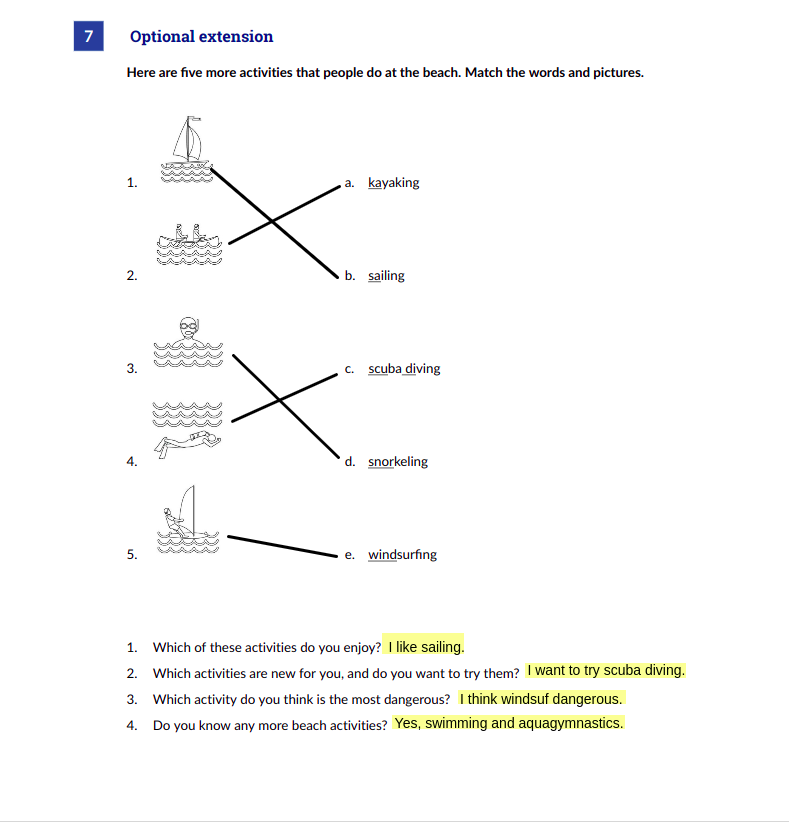 7 Optional extension
Here are five more activities that people do at the beach. Match the words and pictures.
1.
a. kayaking
2.
b. sailing
3.
c. scuba diving
4.
d. snorkeling
5.
e. windsurfing
1. Which of these activities do you enjoy? I like sailing.
2. Which activities are new for you, and do you want to try them? I want to try scuba diving.
3. Which activity do you think is the most dangerous? I think windsuf dangerous.
4. Do you know any more beach activities? Yes, swimming and aquagymnastics.